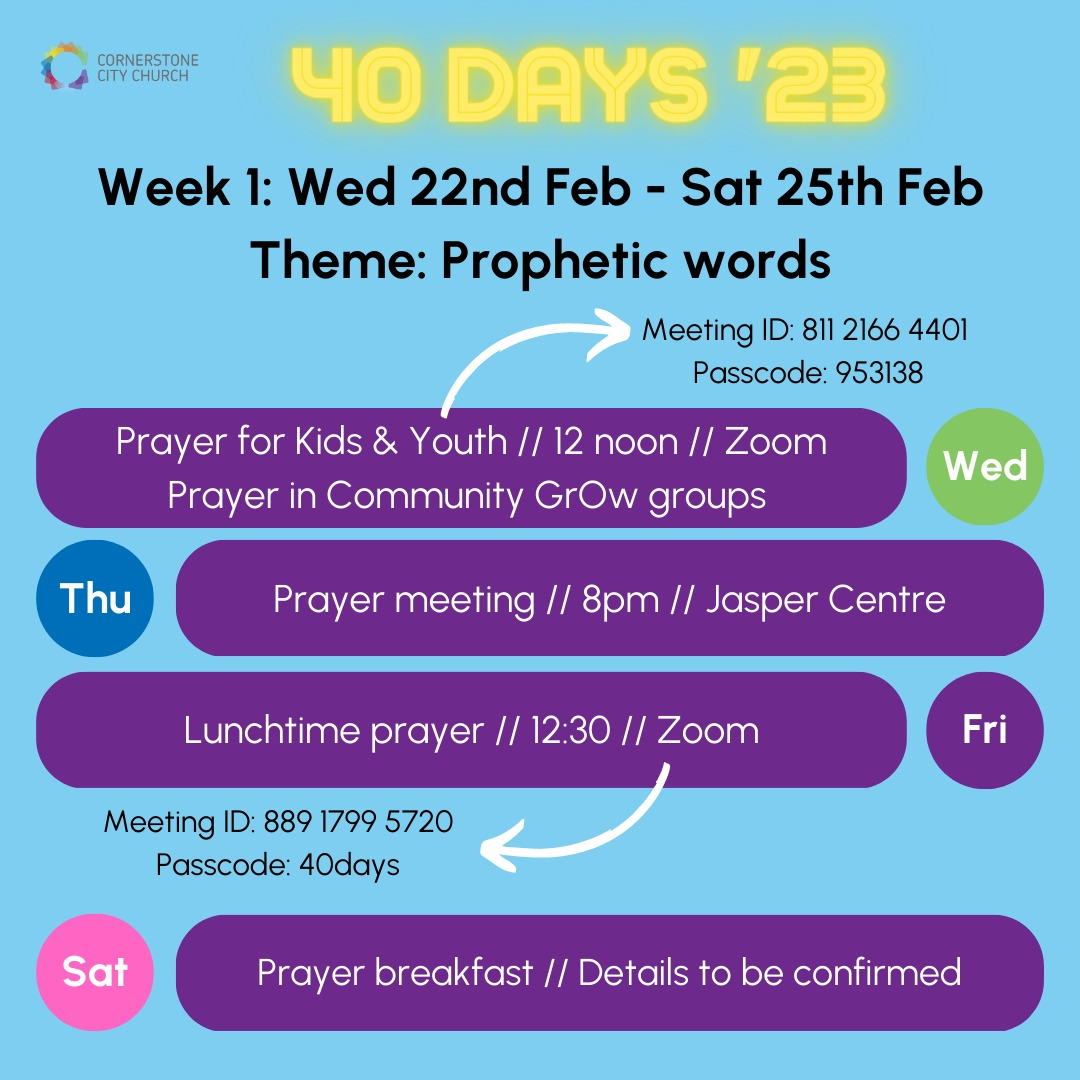 CORNERSTONE
CITY CHURCH
40 DAYS '23
Week 1: Wed 22nd Feb - Sat 25th Feb
Theme: Prophetic words
Meeting ID: 811 2166 4401
Passcode: 953138
Prayer for Kids & Youth // 12 noon // Zoom
Prayer in Community GrOw groups
Wed
Thu
Prayer meeting // 8pm // Jasper Centre
Lunchtime prayer // 12:30 // Zoom
Fri
Meeting ID: 889 1799 5720
Passcode: 40days
Sat
Prayer breakfast // Details to be confirmed